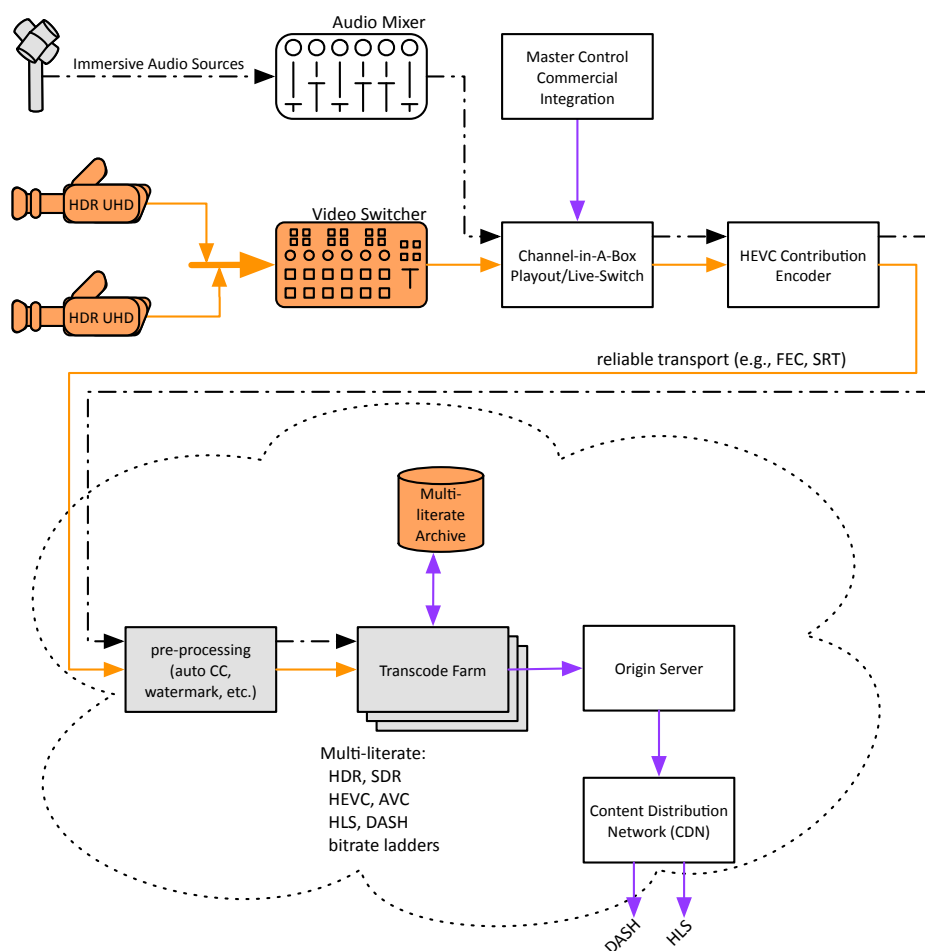 Audio Mixer
Immersive Audio Sources
Master Control
Commercial
Integration
HDR UHD
Video Switcher
HDR UHD
Channel-in-A-Box
Playout/Live-Switch
HEVC Contribution
Encoder
reliable transport (e.g., FEC, SRT)
Multi-
literate
Archive
pre-processing
(auto CC,
watermark, etc.)
Transcode Farm
Origin Server
Multi-literate:
HDR, SDR
HEVC, AVC
HLS, DASH
bitrate ladders
Content Distribution
Network (CDN)
DASH
HLS